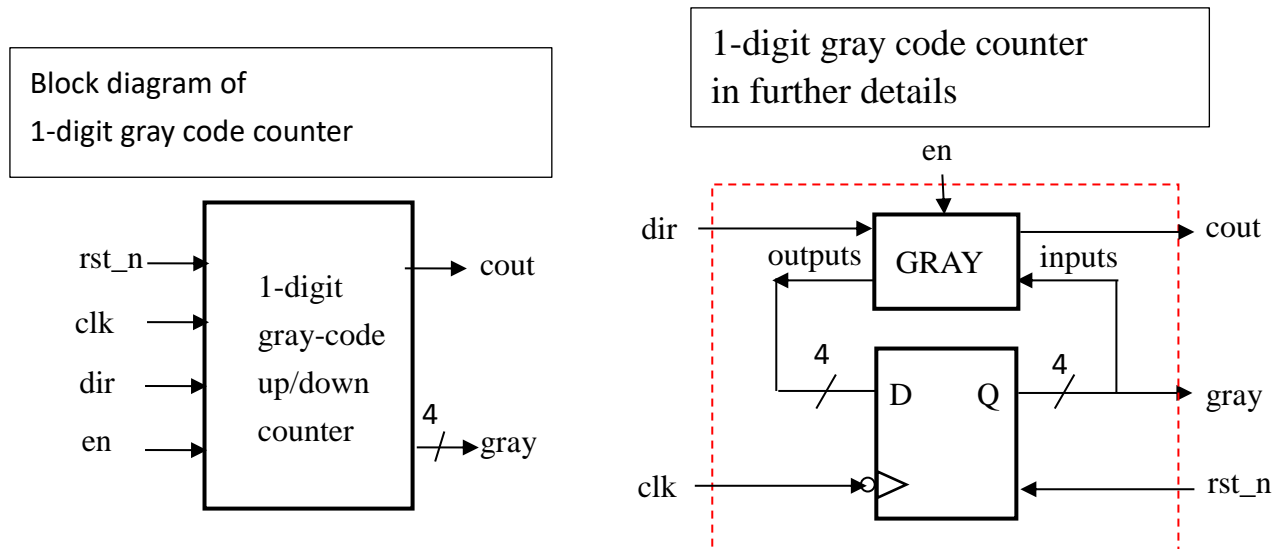 Block diagram of
1-digit gray code counter
rst_n
clk
dir
en
1-digit
gray-code
up/down
counter
cout
4
gray
1-digit gray code counter
in further details
en
dir
cout
outputs
GRAY
inputs
4
D
Q
4
gray
clk
rst_n